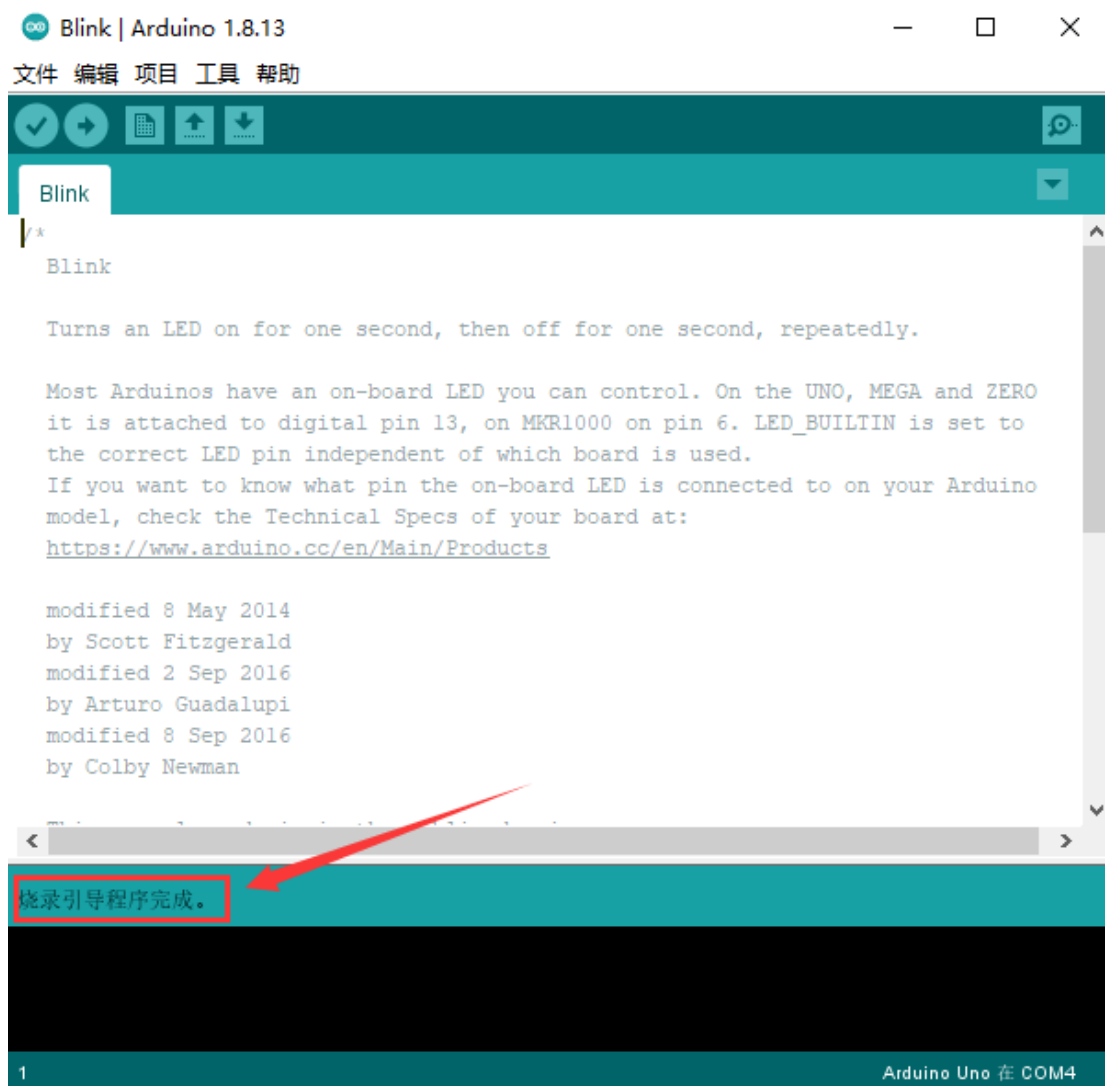 Blink | Arduino 1.8.13
文件 编辑 项目 工具 帮助
Blink
/*
Blink
Turns an LED on for one second, then off for one second, repeatedly.
Most Arduinos have an on-board LED you can control. On the UNO, MEGA and ZERO
it is attached to digital pin 13, on MKR1000 on pin 6. LED_BUILTIN is set to
the correct LED pin independent of which board is used.
If you want to know what pin the on-board LED is connected to on your Arduino
model, check the Technical Specs of your board at:
https://www.arduino.cc/en/Main/Products
modified 8 May 2014
by Scott Fitzgerald
modified 2 Sep 2016
by Arturo Guadalupi
modified 8 Sep 2016
by Colby Newman
烧录引导程序完成。
1
Arduino Uno 在 COM4